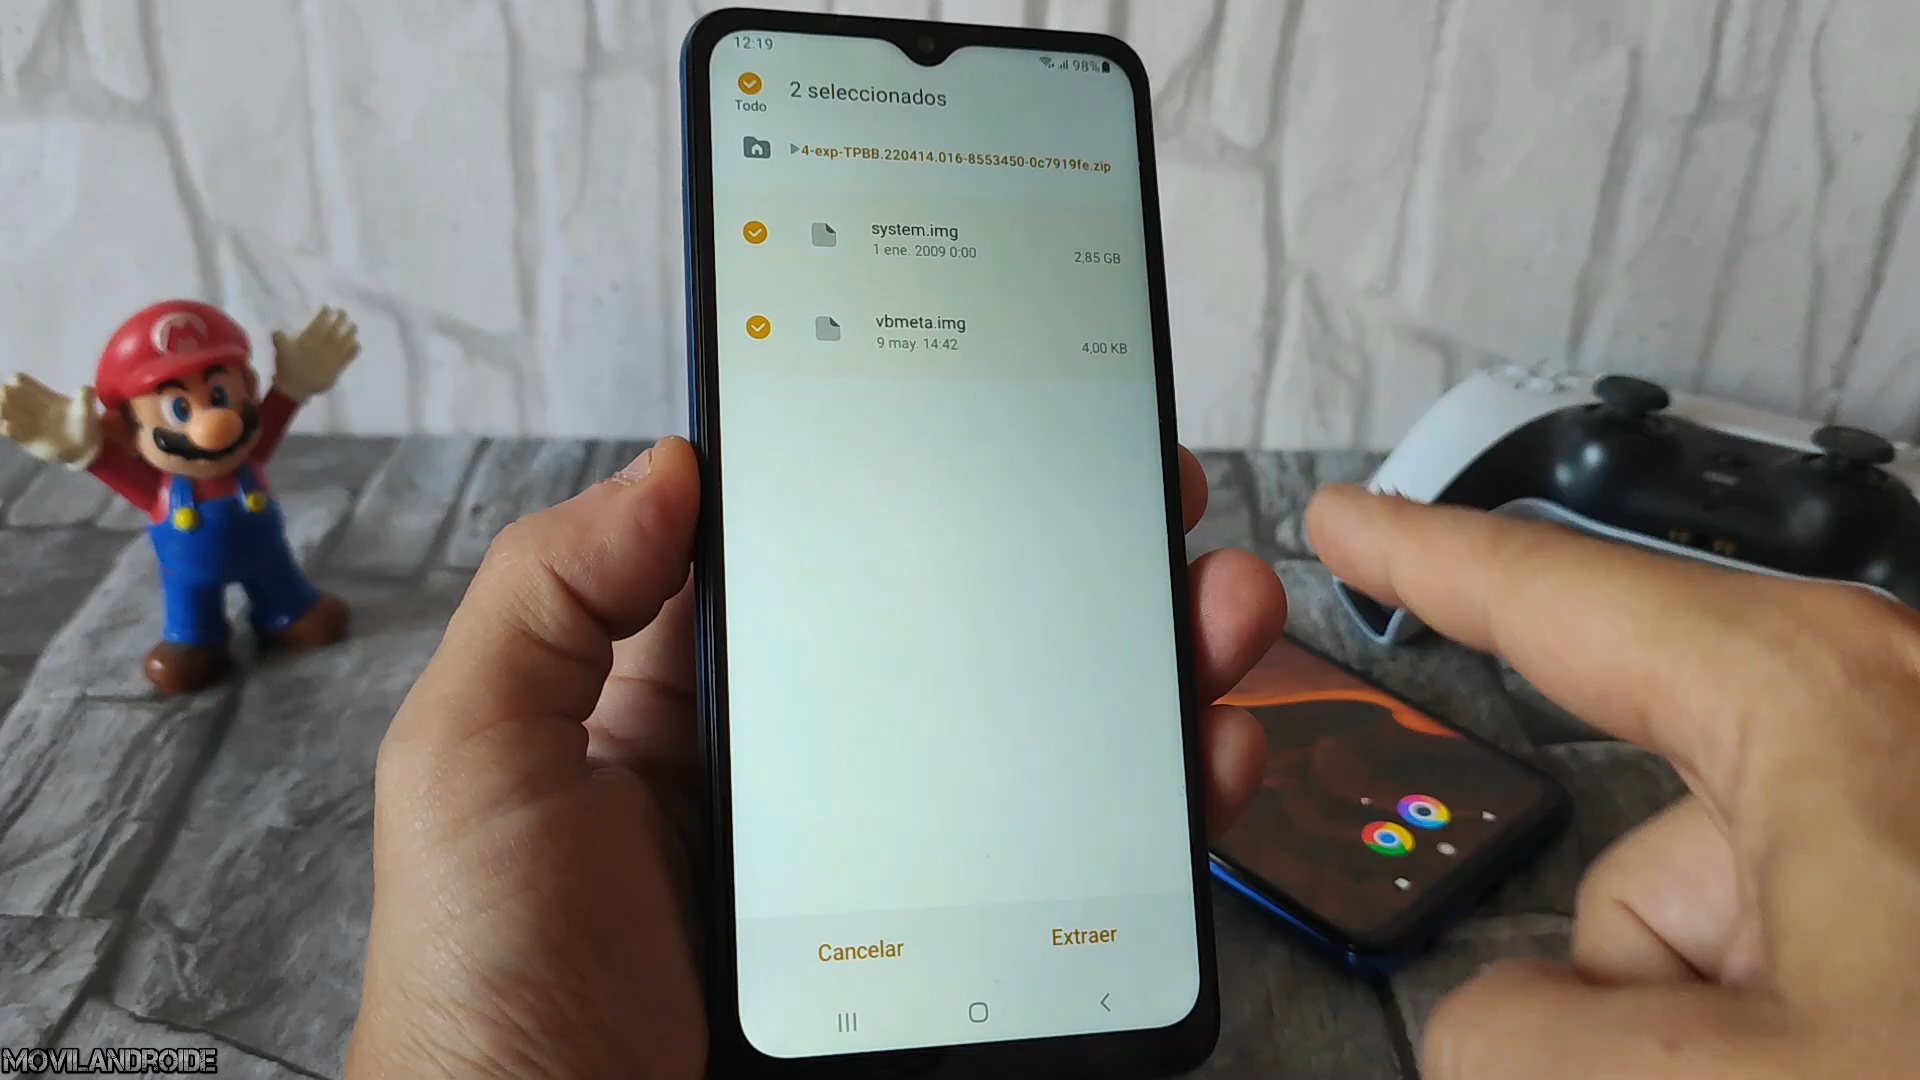 12:19
98%
Todo
2 seleccionados
4-exp-TPBB.220414.016-8553450-0c7919fe.zip
system.img
1 ene. 2009 0:00
2,85 GB
vbmeta.img
9 may. 14:42
4,00 KB
Cancelar
Extraer
MOVILANDROIDE